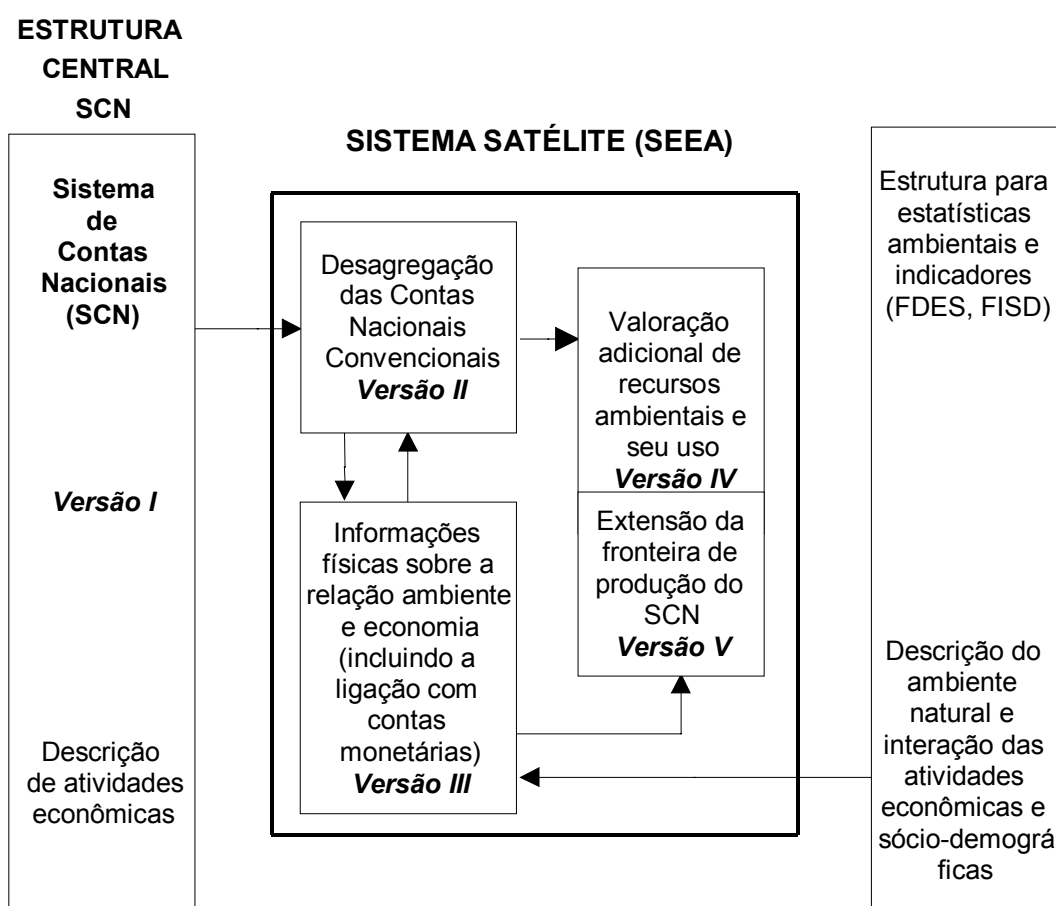 ESTRUTURA
CENTRAL
SCN
Sistema
de
Contas
Nacionais
(SCN)
Versão I
Descrição
de atividades
econômicas
SISTEMA SATÉLITE (SEEA)
Desagregação
das Contas
Nacionais
Convencionais
Versão II
Informações
físicas sobre a
relação ambiente
e economia
(incluindo a
ligação com
contas
monetárias)
Versão III
Valoração
adicional de
recursos
ambientais e
seu uso
Versão IV
Extensão da
fronteira de
produção do
SCN
Versão V
Estrutura para
estatísticas
ambientais e
indicadores
(FDES, FISD)
Descrição do
ambiente
natural e
interação das
atividades
econômicas e
sócio-demográ
ficas